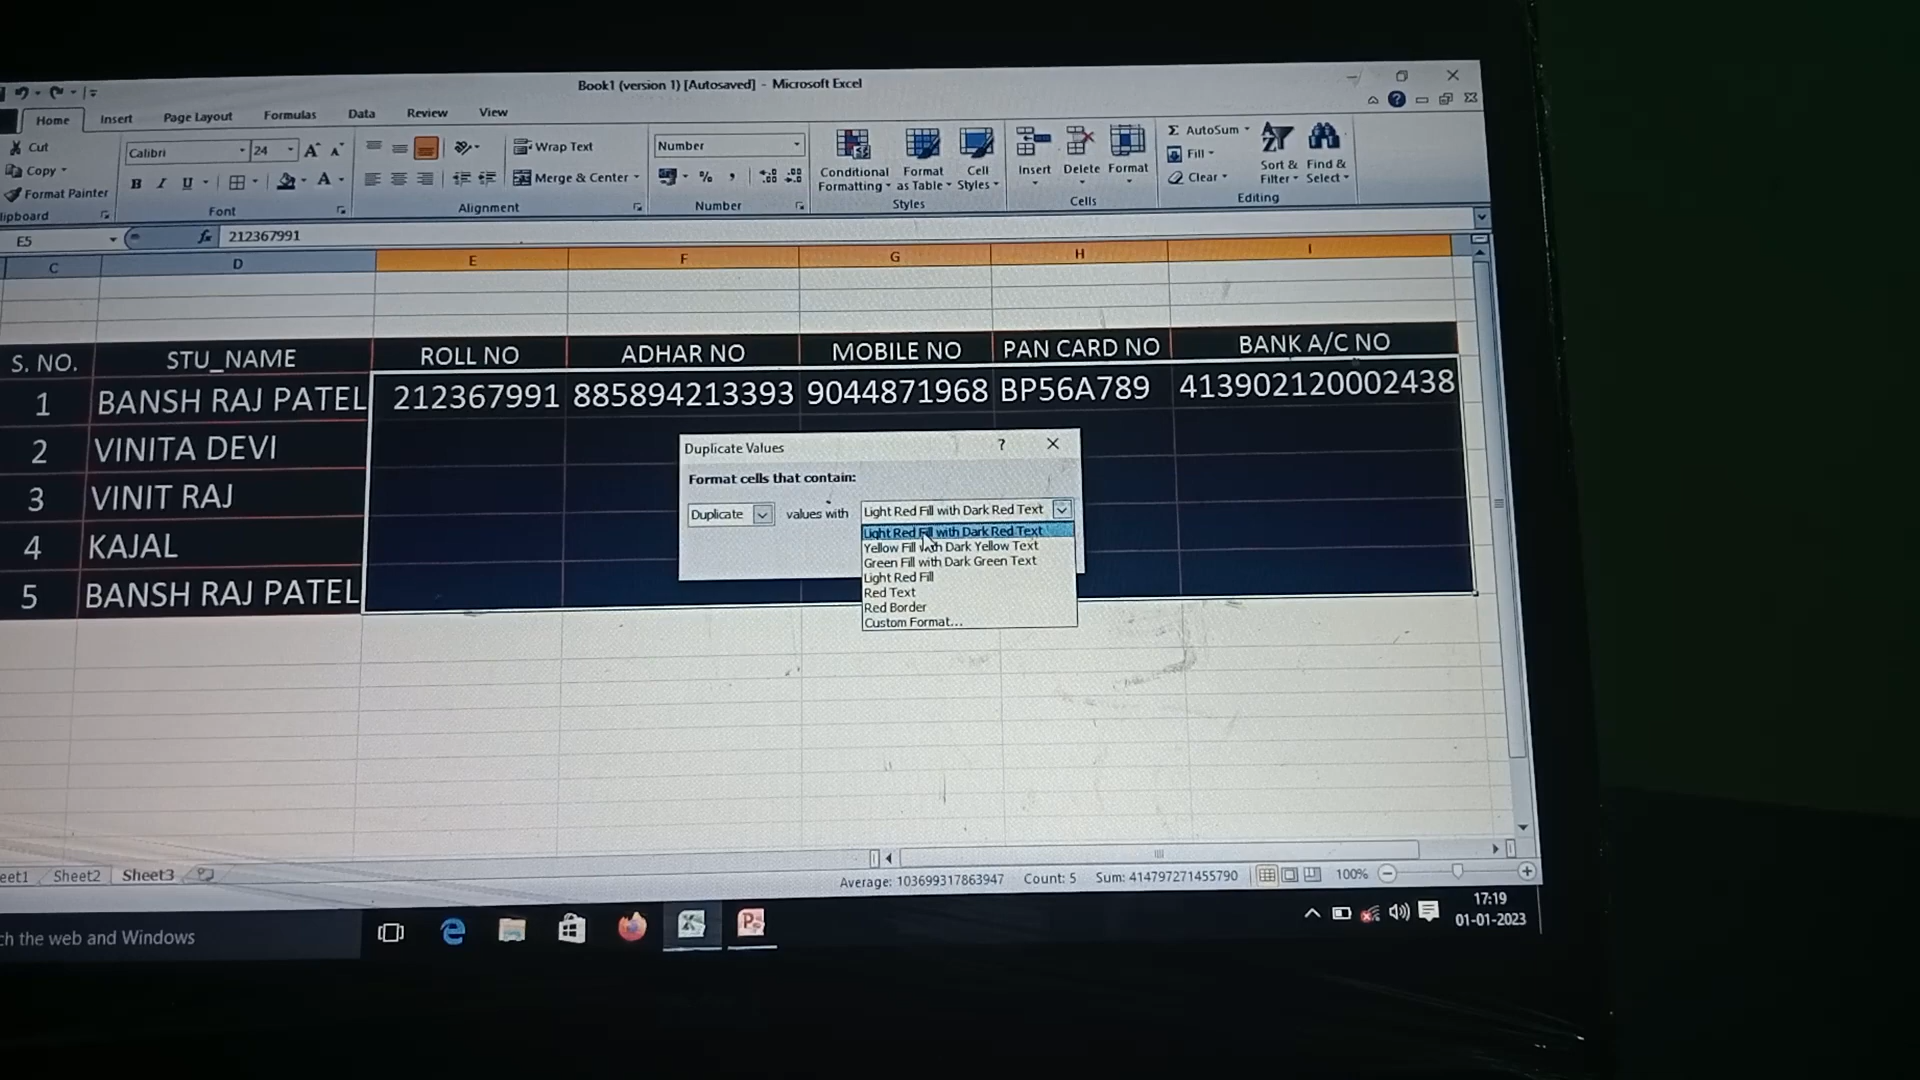 Book1 (version 1) [Autosaved] - Microsoft Excel
Home Insert Page Layout Formulas Data Review View
Cut
Copy
Format Painter
lipboard
Calibri 24
B I U
Font
Wrap Text
Merge & Center
Alignment
Number
% ,
Number
Conditional Formatting
Format as Table
Cell Styles
Styles
Insert Delete Format
Cells
Σ AutoSum
Fill
Clear
Sort & Filter
Find & Select
Editing
E5 fx 212367991
C D E F G H I
S. NO. STU_NAME ROLL NO ADHAR NO MOBILE NO PAN CARD NO BANK A/C NO
1 BANSH RAJ PATEL 212367991 885894213393 9044871968 BP56A789 413902120002438
2 VINITA DEVI
3 VINIT RAJ
4 KAJAL
5 BANSH RAJ PATEL
Duplicate Values ?
Format cells that contain:
Duplicate values with Light Red Fill with Dark Red Text
Light Red Fill with Dark Red Text
Yellow Fill with Dark Yellow Text
Green Fill with Dark Green Text
Light Red Fill
Red Text
Red Border
Custom Format...
eet1 Sheet2 Sheet3
Average: 103699317863947 Count: 5 Sum: 414797271455790 100%
ch the web and Windows
17:19
01-01-2023